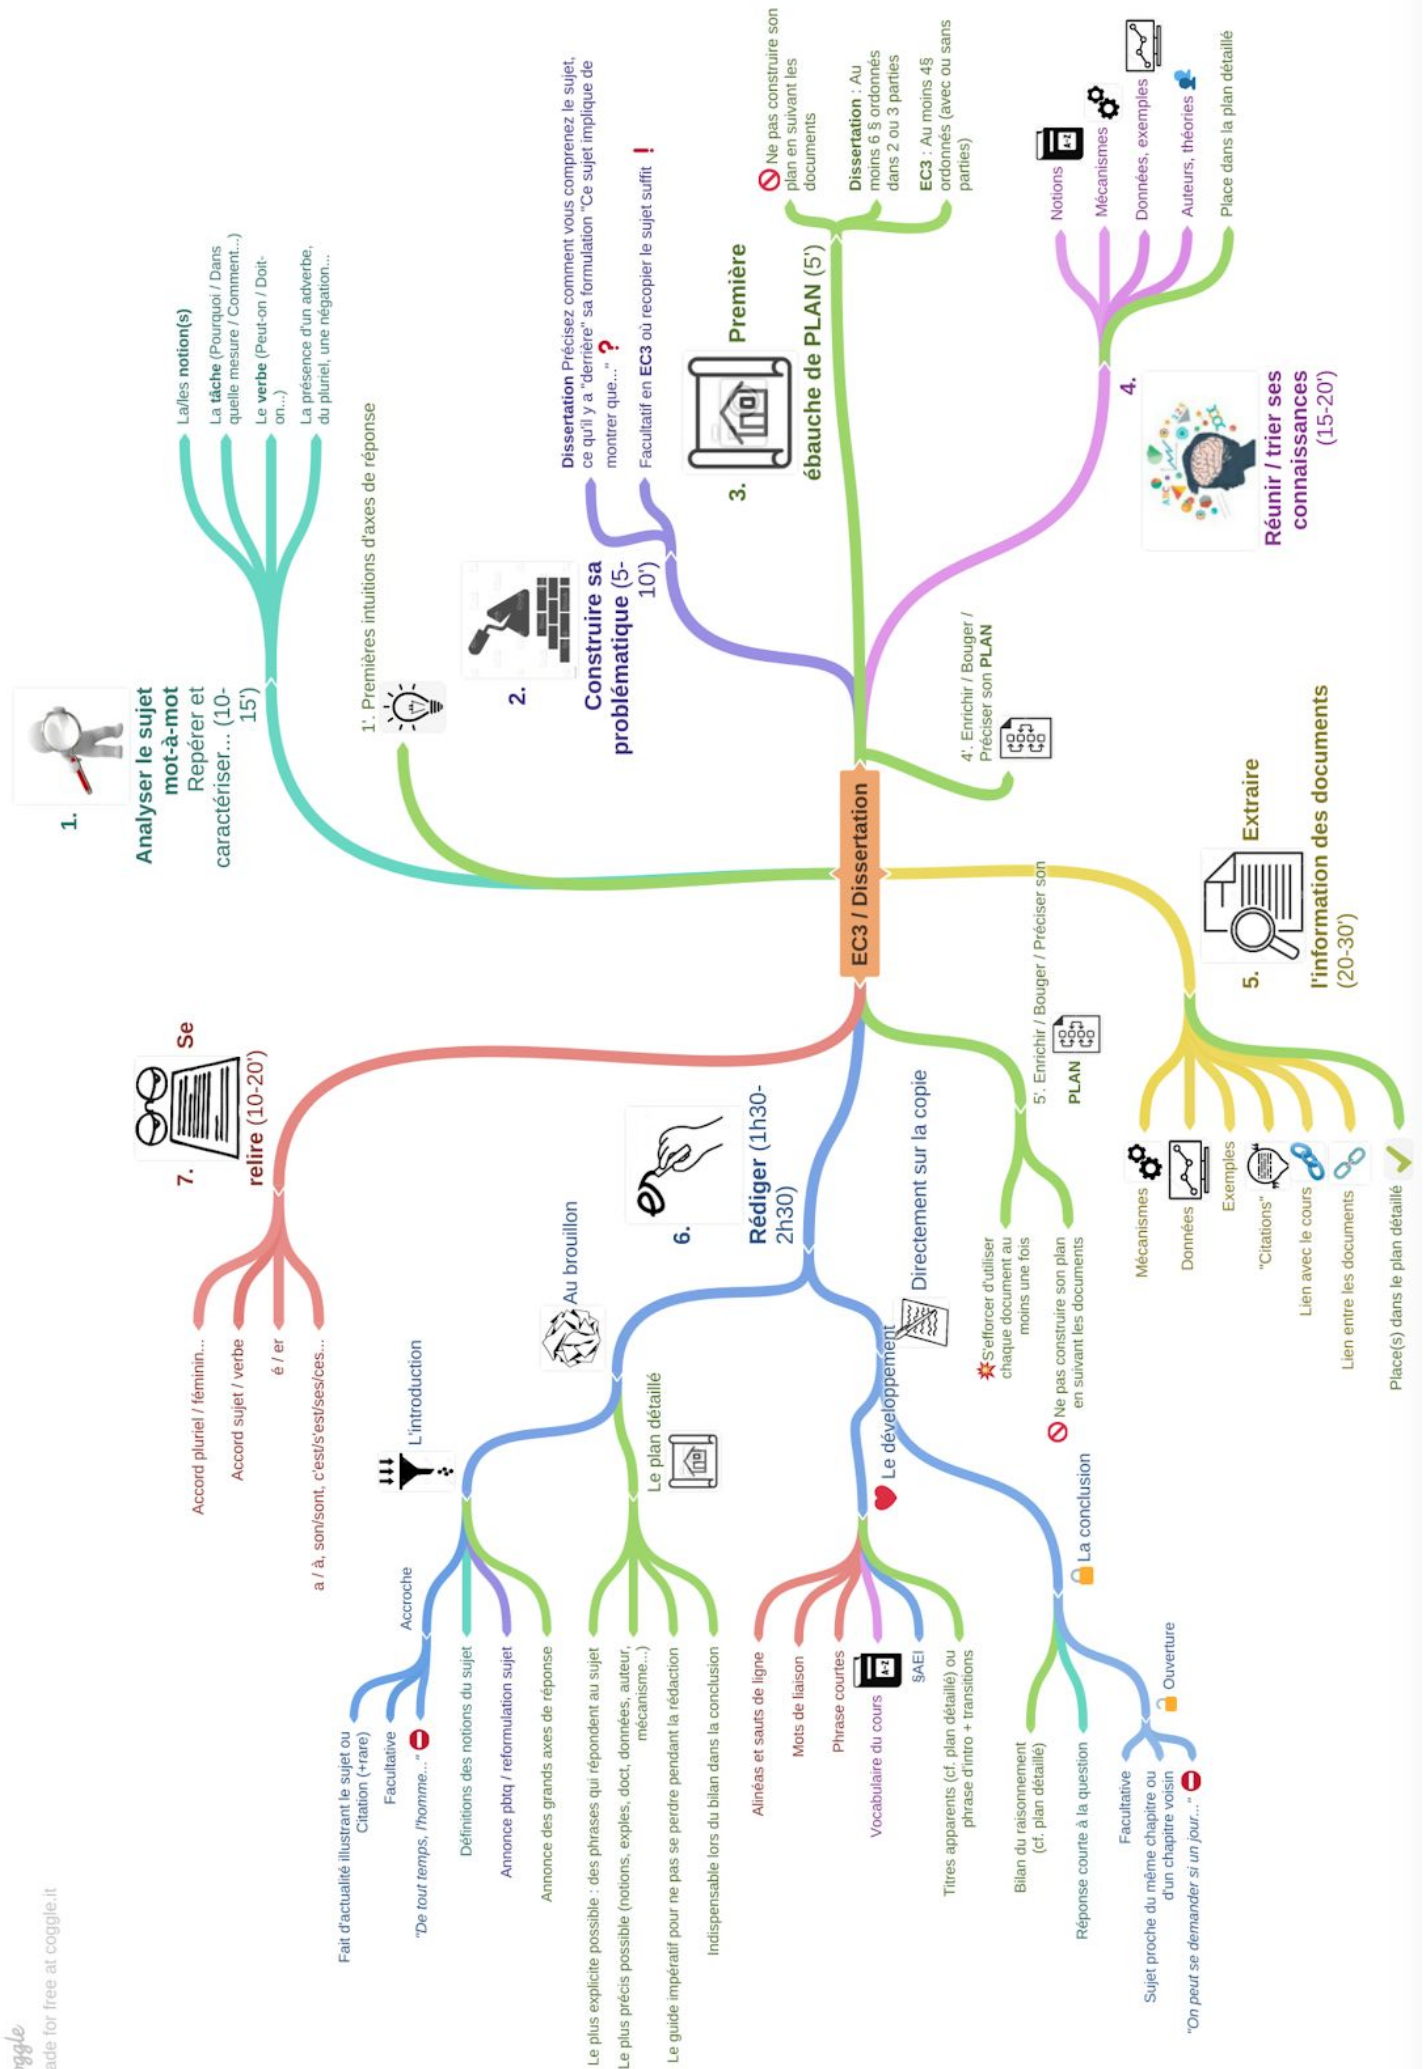 EC3 / Dissertation
1.
Analyser le sujet
mot-à-mot
Repérer et
caractériser... (10-
15')
La/les notion(s)
La tâche (Pourquoi / Dans
quelle mesure / Comment...)
Le verbe (Peut-on / Doit-
on...)
La présence d'un adverbe,
du pluriel, une négation...
1'. Premières intuitions d'axes de réponse
2.
Construire sa
problématique (5-
10')
Dissertation Précisez comment vous comprenez le sujet,
ce qu'il y a "derrière" sa formulation "Ce sujet implique de
montrer que..." ❓
Facultatif en EC3 où recopier le sujet suffit ❗
3. Première
ébauche de PLAN (5')
Ne pas construire son
plan en suivant les
documents
Dissertation : Au
moins 6 § ordonnés
dans 2 ou 3 parties
EC3 : Au moins 4§
ordonnés (avec ou sans
parties)
4.
Réunir / trier ses
connaissances
(15-20')
Notions
A-Z
Mécanismes
Données, exemples
Auteurs, théories
Place dans la plan détaillé
ABC
4'. Enrichir / Bouger /
Préciser son PLAN
5. Extraire
l'information des documents
(20-30')
Mécanismes
Données
Exemples
"Citations"
Lien avec le cours
Lien entre les documents
Place(s) dans le plan détaillé
5'. Enrichir / Bouger / Préciser son
PLAN
S'efforcer d'utiliser
chaque document au
moins une fois
Ne pas construire son plan
en suivant les documents
6.
Rédiger (1h30-
2h30)
Au brouillon
L'introduction
Accroche
Fait d'actualité illustrant le sujet ou
Citation (+rare)
Facultative
"De tout temps, l'homme..."
Définitions des notions du sujet
Annonce pbtq / reformulation sujet
Annonce des grands axes de réponse
Le plan détaillé
Le plus explicite possible : des phrases qui répondent au sujet
Le plus précis possible (notions, exples, doct, données, auteur,
mécanisme...)
Le guide impératif pour ne pas se perdre pendant la rédaction
Indispensable lors du bilan dans la conclusion
Directement sur la copie
Le développement
Alinéas et sauts de ligne
Mots de liaison
Phrase courtes
Vocabulaire du cours
A-Z
§AEI
Titres apparents (cf. plan détaillé) ou
phrase d'intro + transitions
La conclusion
Bilan du raisonnement
(cf. plan détaillé)
Réponse courte à la question
Ouverture
Facultative
Sujet proche du même chapitre ou
d'un chapitre voisin
"On peut se demander si un jour..."
7. Se
relire (10-20')
Accord pluriel / féminin...
Accord sujet / verbe
é / er
a / à, son/sont, c'est/s'est/ses/ces...
ade for free at coggle.it